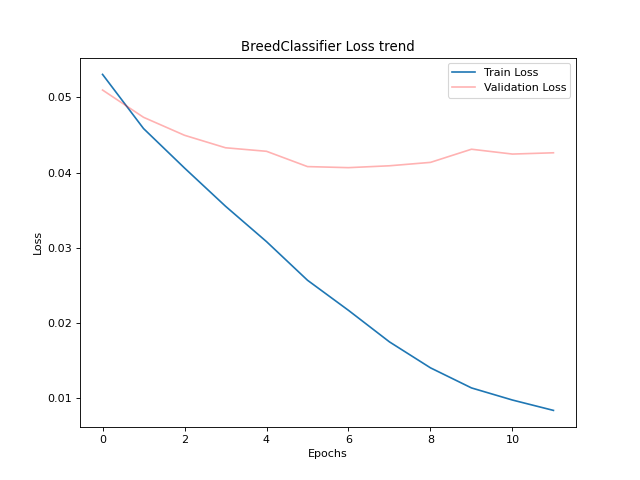 BreedClassifier Loss trend
Train Loss
Validation Loss
0.05
0.04
0.03
0.02
0.01
Loss
0 2 4 6 8 10
Epochs